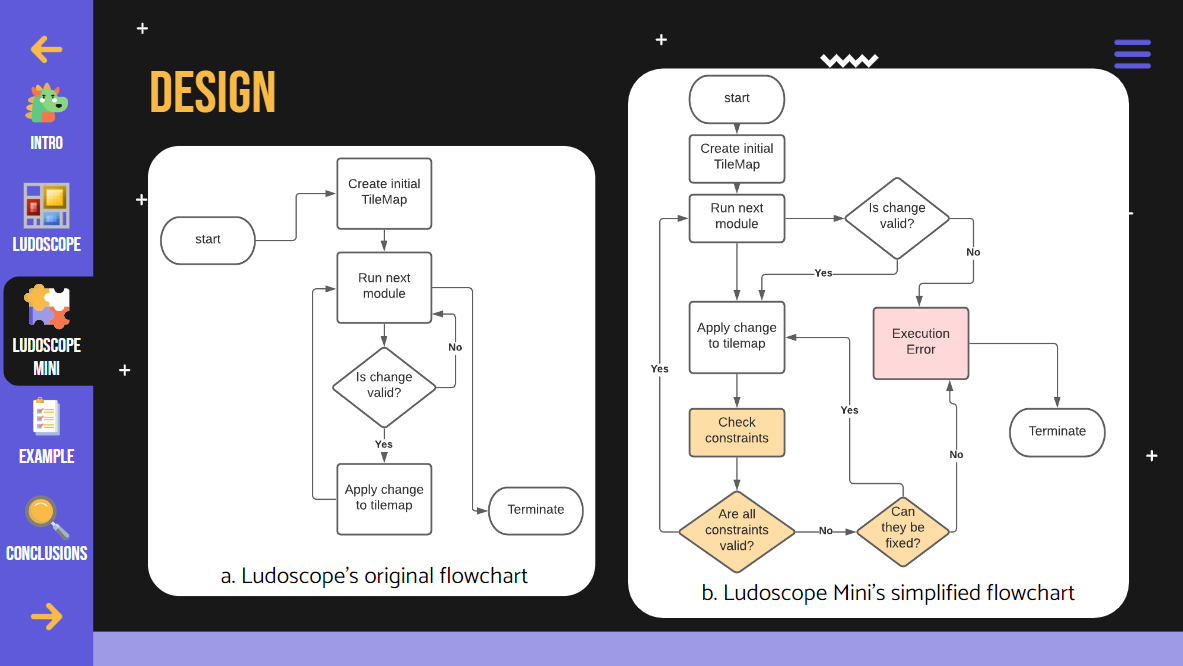 INTRO
LUDOSCOPE
LUDOSCOPE
MINI
EXAMPLE
CONCLUSIONS
DESIGN
start
Create initial
TileMap
Run next
module
No
Is change
valid?
Yes
Apply change
to tilemap
Terminate
a. Ludoscope's original flowchart
start
Create initial
TileMap
Run next
module
Is change
valid?
No
Yes
Apply change
to tilemap
Execution
Error
Yes
Yes
Check
constraints
Terminate
No
Are all
constraints
valid?
No
Can
they be
fixed?
b. Ludoscope Mini's simplified flowchart